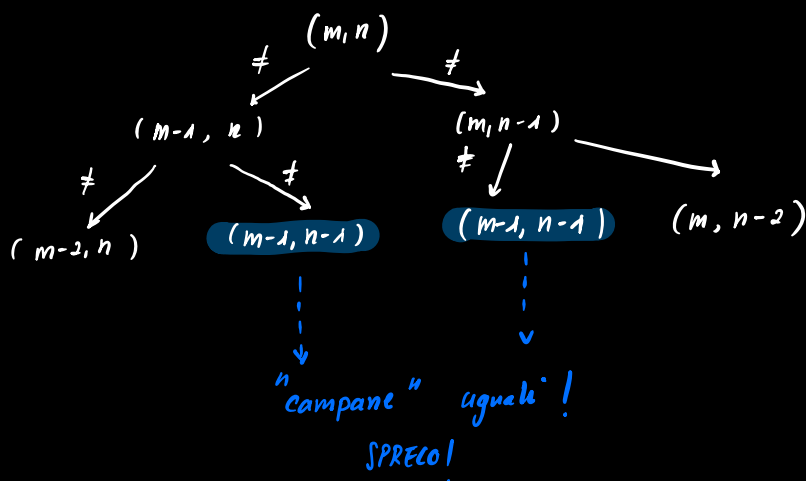 (m, n)
≠ ≠
(m-1, n) (m, n-1)
≠ ≠ ≠
(m-2, n) (m-1, n-1) (m-1, n-1) (m, n-2)
"campane" uguali!
SPRECO!